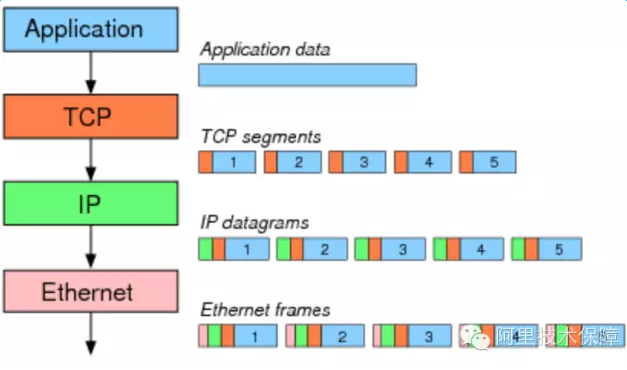 Application
Application data
TCP
TCP segments
1 2 3 4 5
IP
IP datagrams
1 2 3 4 5
Ethernet
Ethernet frames
1 2 3 4 5
阿里技术保障